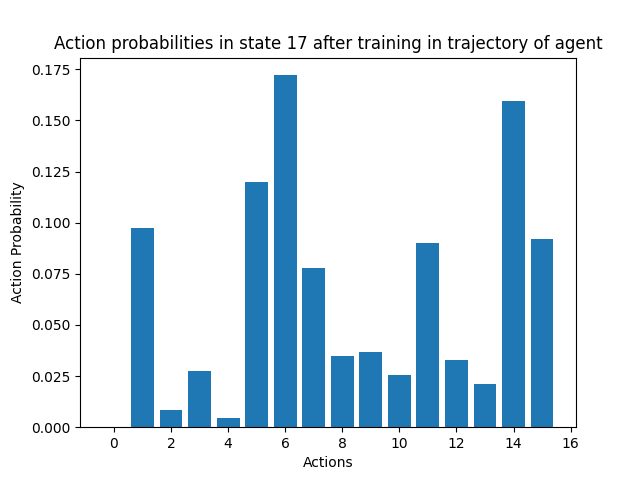 Action probabilities in state 17 after training in trajectory of agent
0.175
0.150
0.125
0.100
0.075
0.050
0.025
0.000
Action Probability
0 2 4 6 8 10 12 14 16
Actions